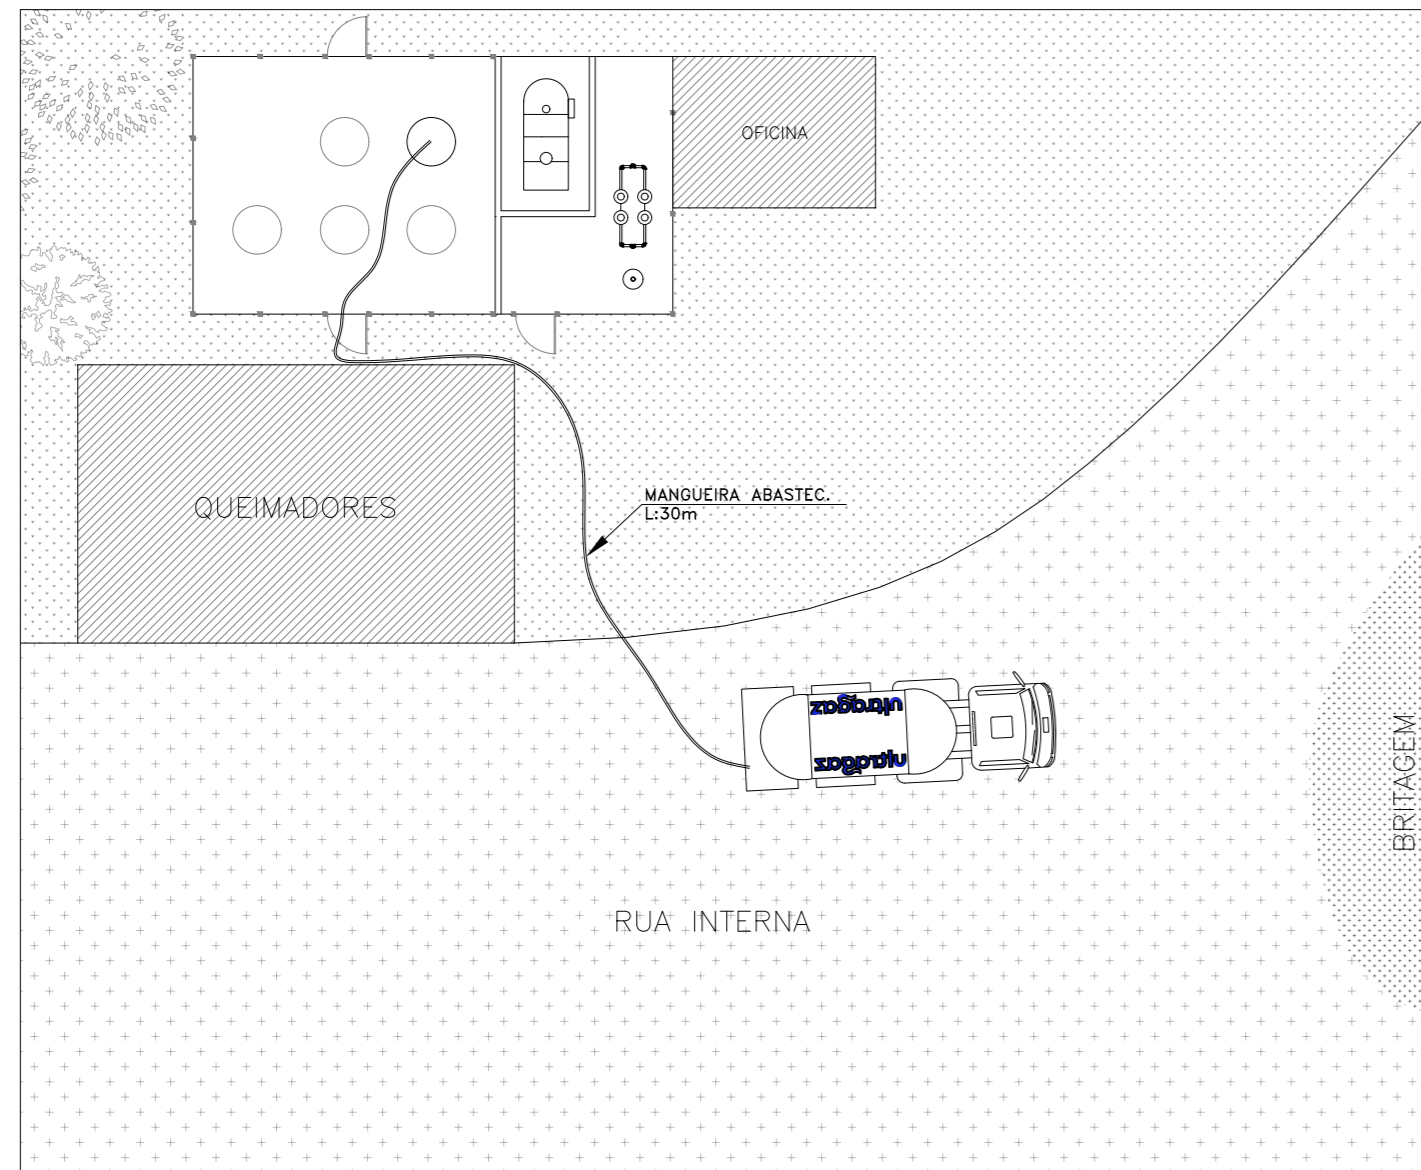 OFICINA
QUEIMADORES
MANGUEIRA ABASTEC.
L:30m
ultragaz
ultragaz
BRITAGEM
RUA INTERNA